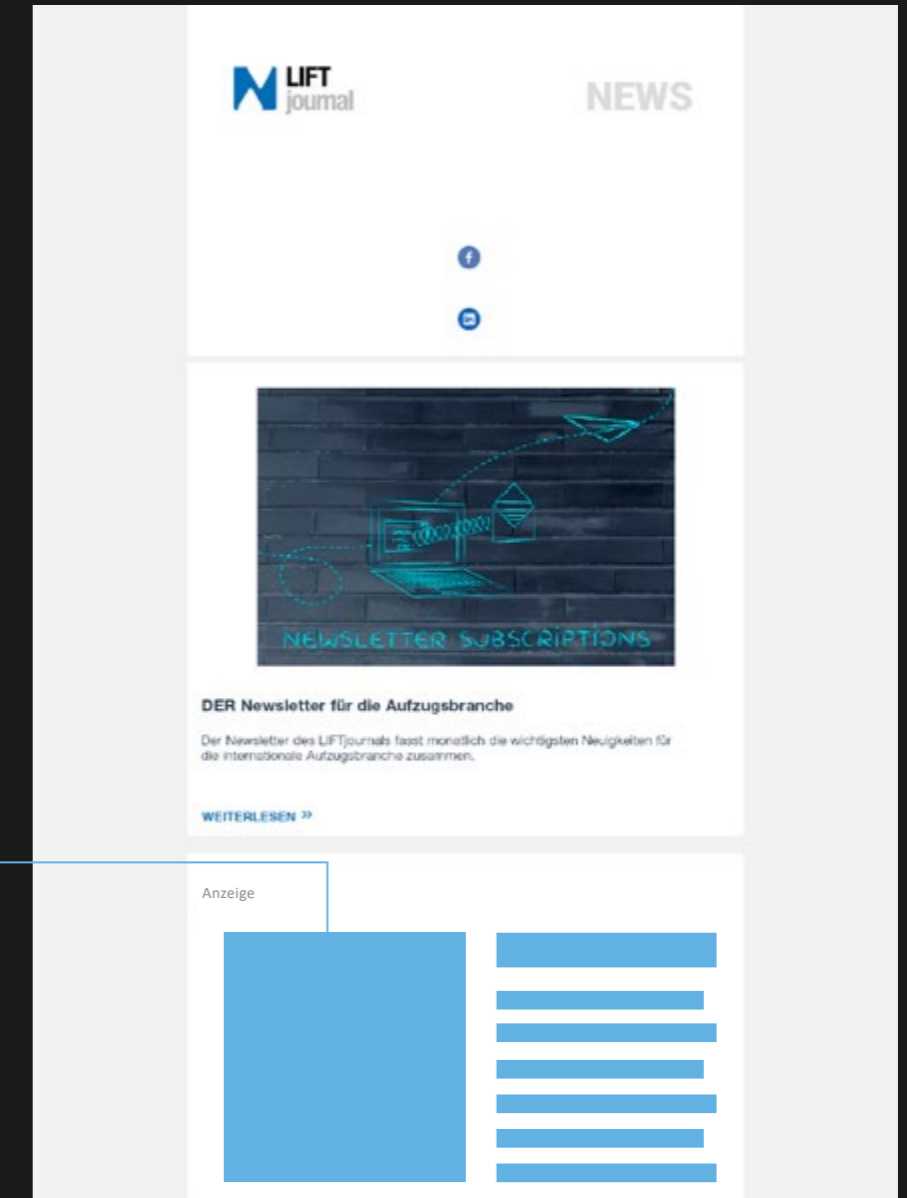 LIFT
journal
NEWS
NEWSLETTER SUBSCRIPTIONS
DER Newsletter für die Aufzugsbranche
Der Newsletter des LIFTjournals fasst monatlich die wichtigsten Neuigkeiten für
die internationale Aufzugsbranche zusammen.
WEITERLESEN »
Anzeige